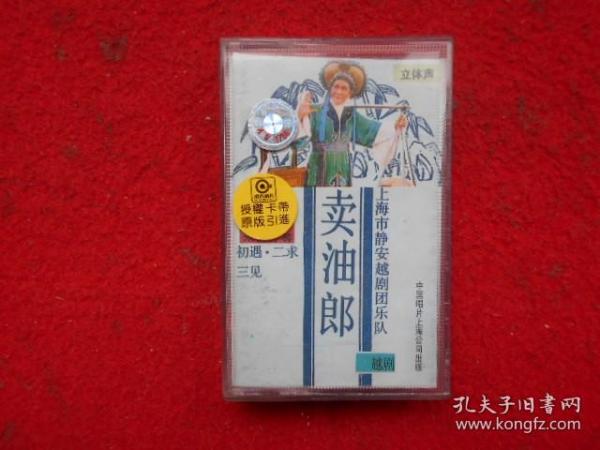 立体声
授權卡帶
原版引進
初遇·二求
三见
卖油郎
上海市静安越剧团乐队
中国唱片上海公司出版
越剧
孔夫子旧书网
www.kongfz.com